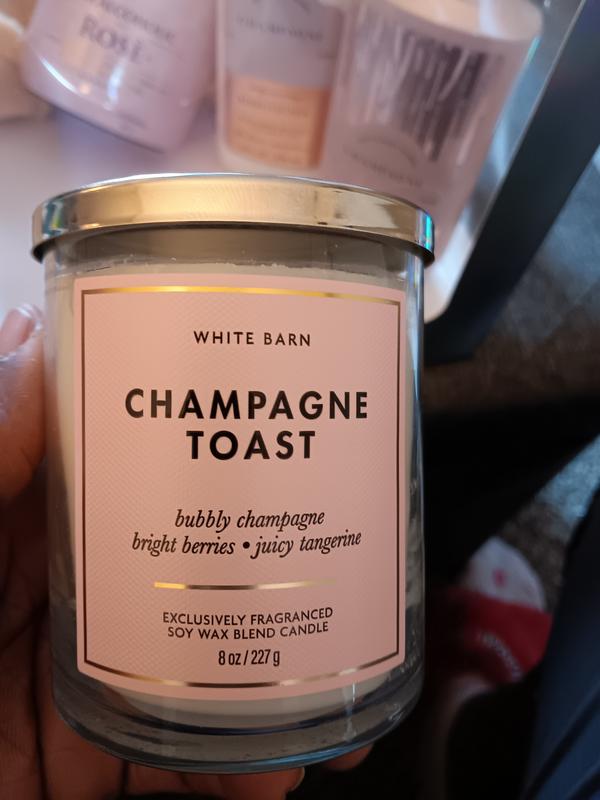 ROSÉ
WHITE BARN
CHAMPAGNE
TOAST
bubbly champagne
bright berries • juicy tangerine
EXCLUSIVELY FRAGRANCED
SOY WAX BLEND CANDLE
8 oz / 227 g